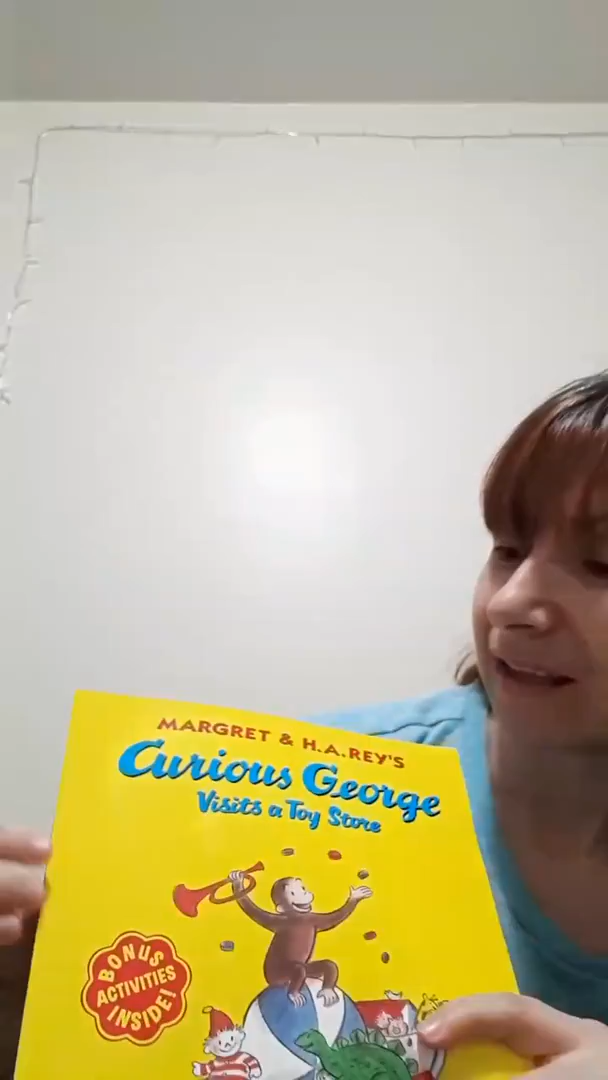 MARGRET & H.A.REY'S
Curious George
Visits a Toy Store
BONUS
ACTIVITIES
INSIDE!